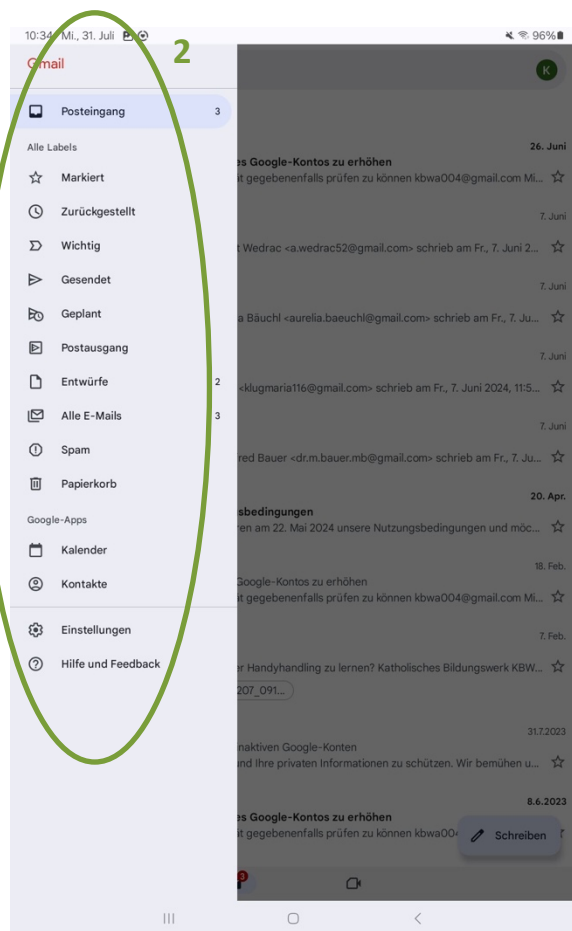 10:34 Mi., 31. Juli
96%
2
Gmail
K
Posteingang 3
Alle Labels
26. Juni
es Google-Kontos zu erhöhen
Markiert
ät gegebenenfalls prüfen zu können kbwa004@gmail.com Mi...
Zurückgestellt
7. Juni
Wichtig
t Wedrac <a.wedrac52@gmail.com> schrieb am Fr., 7. Juni 2...
Gesendet
7. Juni
Geplant
a Bäuchl <aurelia.baeuchl@gmail.com> schrieb am Fr., 7. Ju...
Postausgang
7. Juni
Entwürfe 2
<klugmaria116@gmail.com> schrieb am Fr., 7. Juni 2024, 11:5...
Alle E-Mails 3
7. Juni
Spam
red Bauer <dr.m.bauer.mb@gmail.com> schrieb am Fr., 7. Ju...
Papierkorb
20. Apr.
sbedingungen
Google-Apps
ren am 22. Mai 2024 unsere Nutzungsbedingungen und möc...
Kalender
18. Feb.
Google-Kontos zu erhöhen
Kontakte
ät gegebenenfalls prüfen zu können kbwa004@gmail.com Mi...
Einstellungen
7. Feb.
Hilfe und Feedback
er Handyhandling zu lernen? Katholisches Bildungswerk KBW...
207_091...
31.7.2023
naktiven Google-Konten
und Ihre privaten Informationen zu schützen. Wir bemühen u...
8.6.2023
es Google-Kontos zu erhöhen
ät gegebenenfalls prüfen zu können kbwa00
Schreiben
3